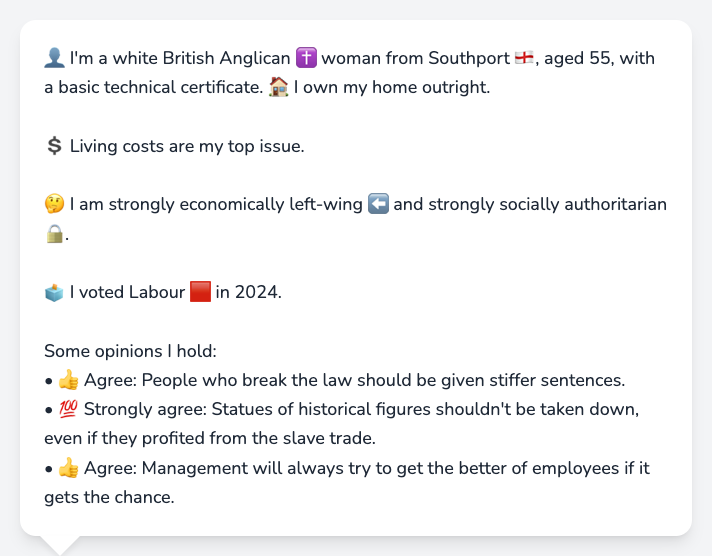 👤 I'm a white British Anglican ✝️ woman from Southport 🏴󠁧󠁢󠁥󠁮󠁧󠁿, aged 55, with
a basic technical certificate. 🏠 I own my home outright.
💲 Living costs are my top issue.
🤔 I am strongly economically left-wing ⬅️ and strongly socially authoritarian
🔒.
🗳️ I voted Labour 🟥 in 2024.
Some opinions I hold:
• 👍 Agree: People who break the law should be given stiffer sentences.
• 💯 Strongly agree: Statues of historical figures shouldn't be taken down,
even if they profited from the slave trade.
• 👍 Agree: Management will always try to get the better of employees if it
gets the chance.